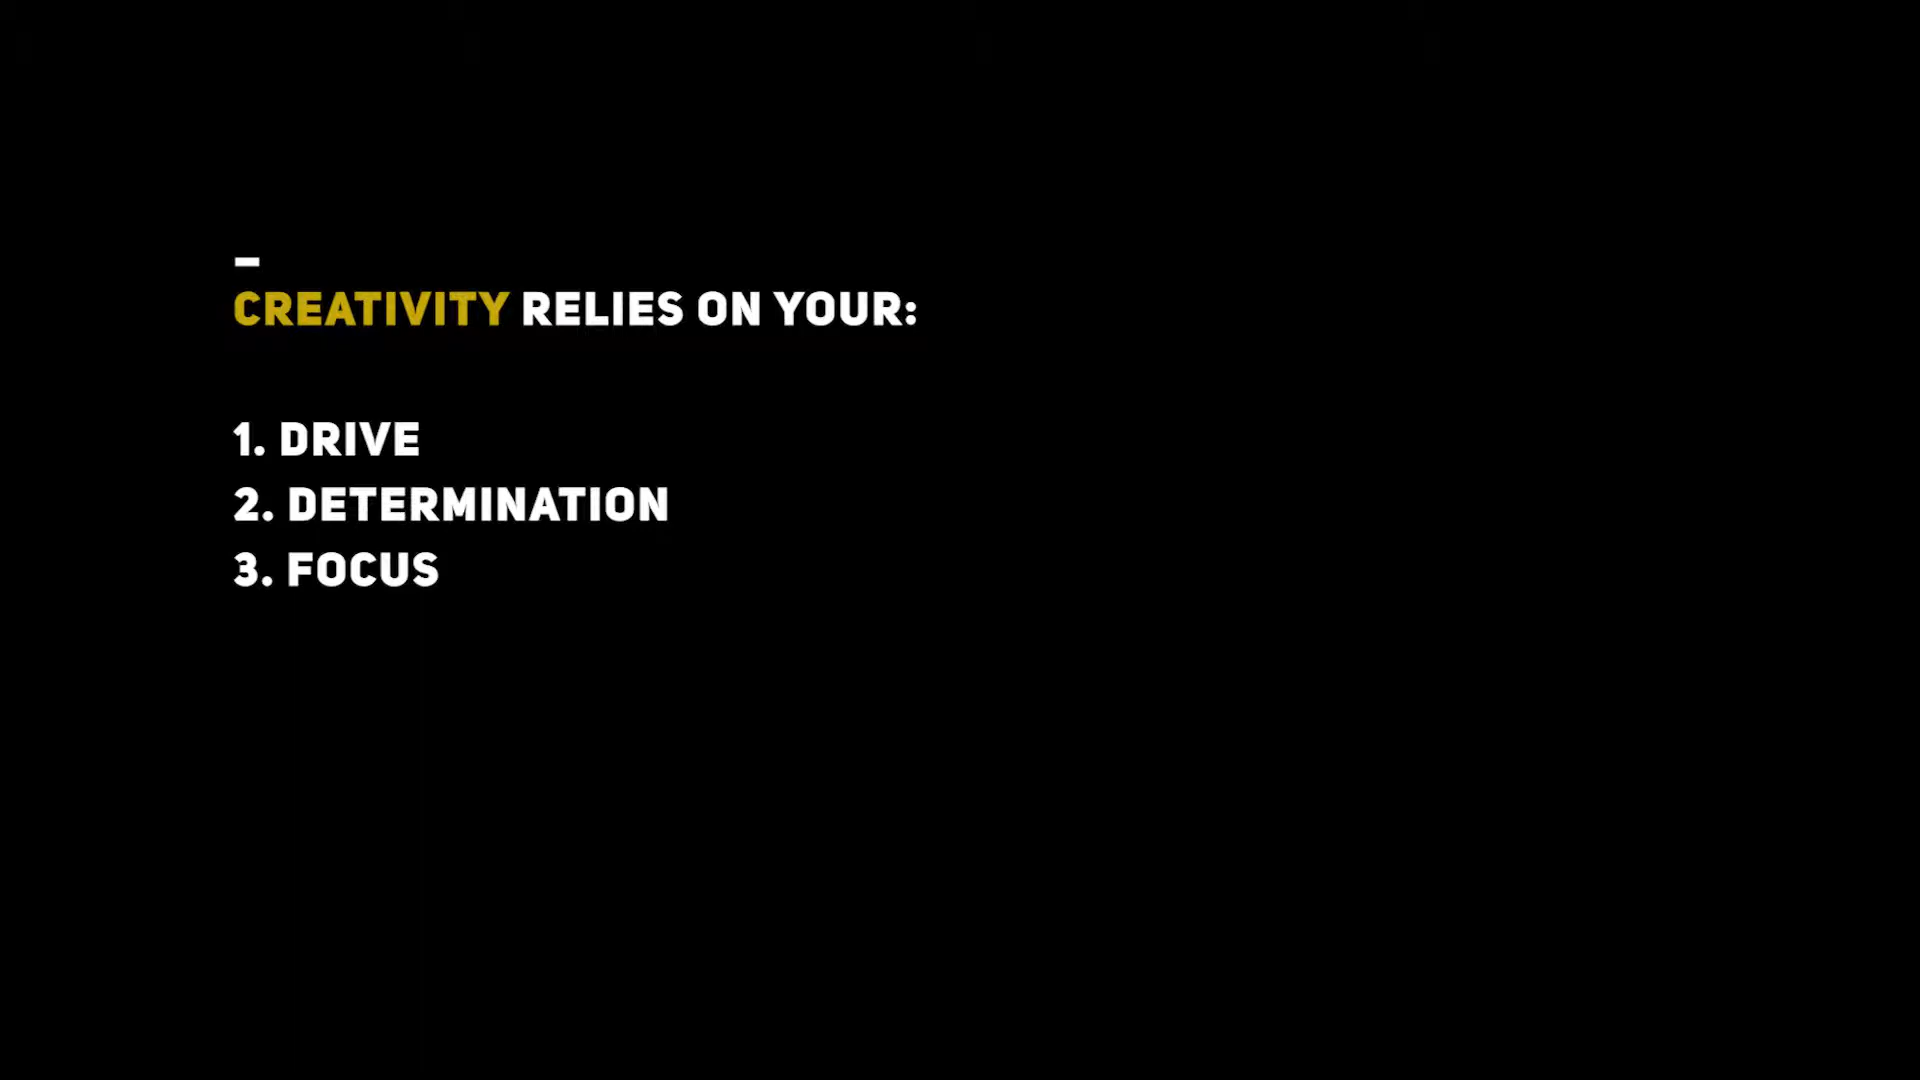 –
CREATIVITY RELIES ON YOUR:
1. DRIVE
2. DETERMINATION
3. FOCUS